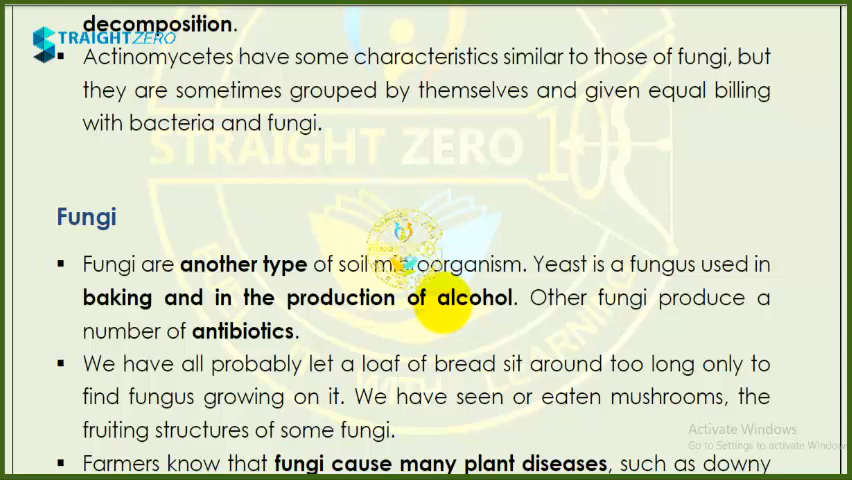 decomposition.
STRAIGHTZERO
▪ Actinomycetes have some characteristics similar to those of fungi, but
they are sometimes grouped by themselves and given equal billing
with bacteria and fungi.
STRAIGHT ZERO
Fungi
▪ Fungi are another type of soil microorganism. Yeast is a fungus used in
baking and in the production of alcohol. Other fungi produce a
number of antibiotics.
▪ We have all probably let a loaf of bread sit around too long only to
find fungus growing on it. We have seen or eaten mushrooms, the
fruiting structures of some fungi.
WITH LEARNING
Activate Windows
Go to Settings to activate Windows
▪ Farmers know that fungi cause many plant diseases, such as downy